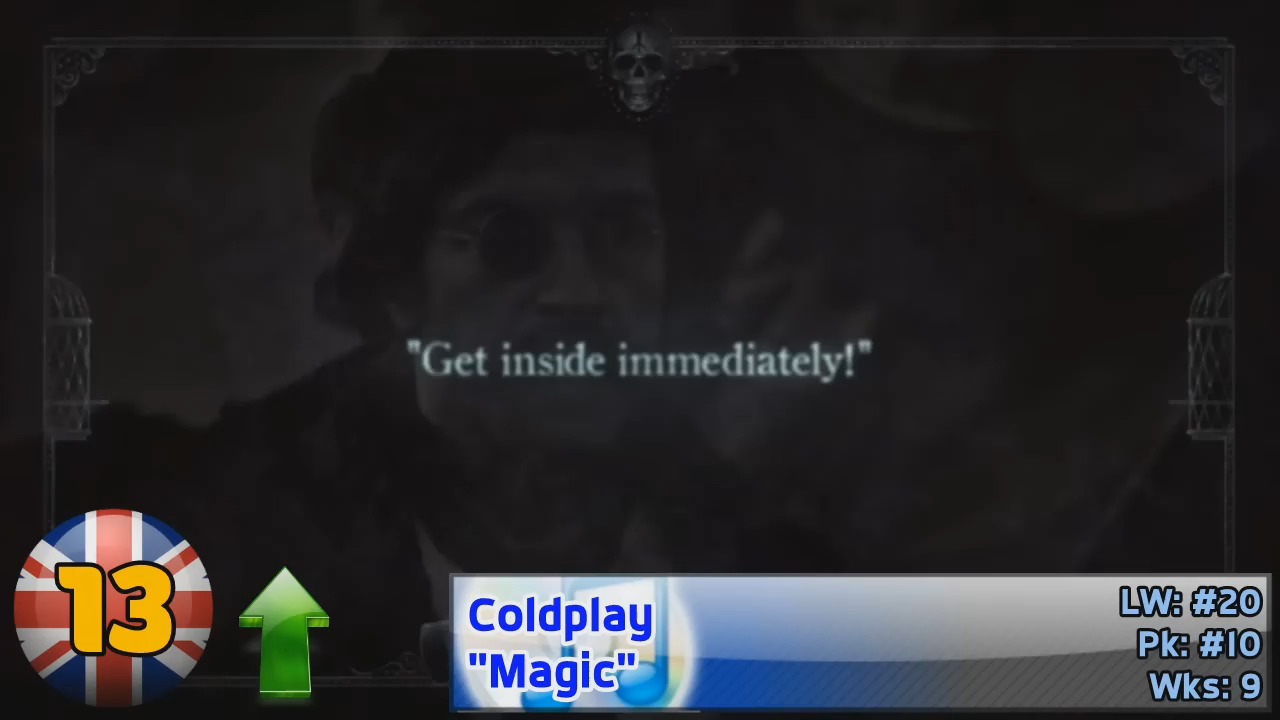 "Get inside immediately!"
13
Coldplay
"Magic"
LW: #20
Pk: #10
Wks: 9